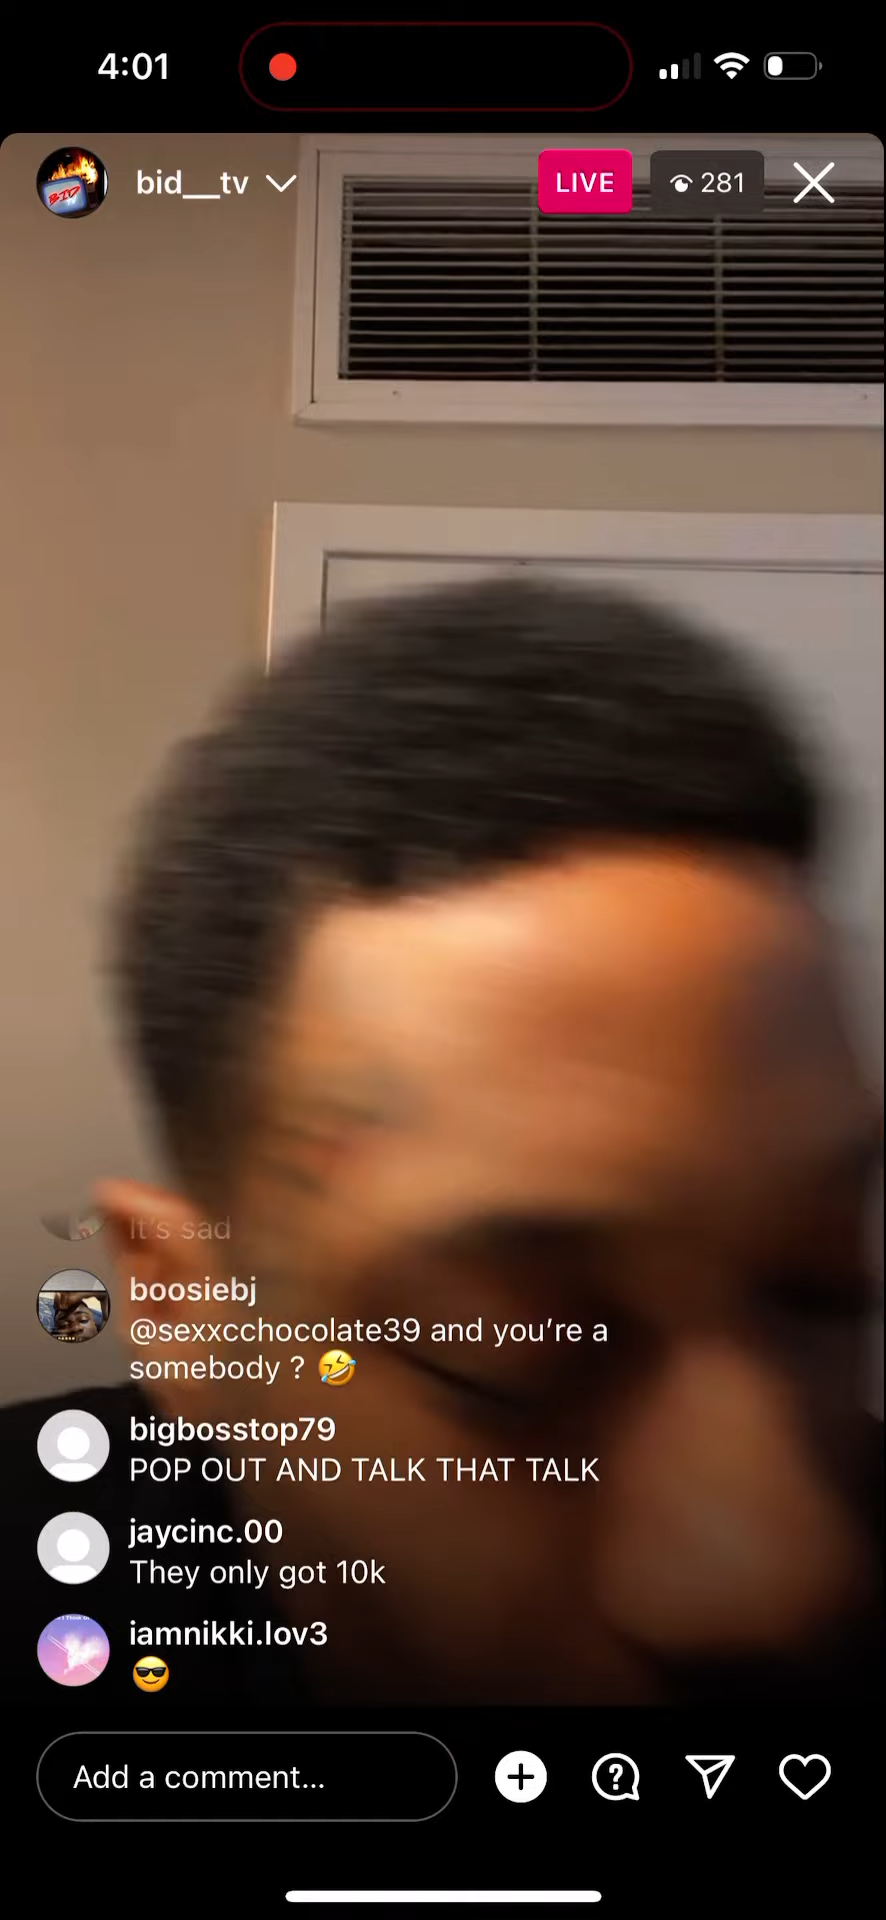 4:01
bid__tv
LIVE
281
BID
It's sad
boosiebj
@sexxcchocolate39 and you're a
somebody ? 🤣
bigbosstop79
POP OUT AND TALK THAT TALK
jaycinc.00
They only got 10k
iamnikki.lov3
😎
Add a comment...